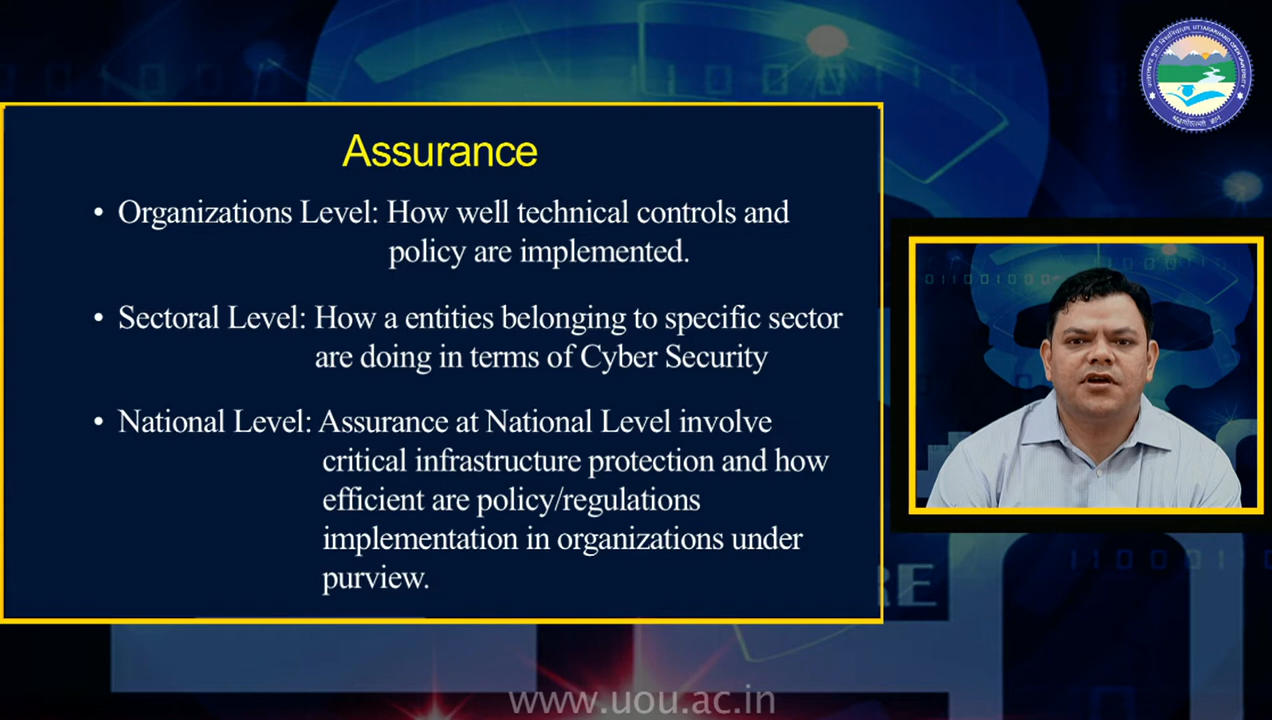 Assurance
• Organizations Level: How well technical controls and
policy are implemented.
• Sectoral Level: How a entities belonging to specific sector
are doing in terms of Cyber Security
• National Level: Assurance at National Level involve
critical infrastructure protection and how
efficient are policy/regulations
implementation in organizations under
purview.
www.uou.ac.in